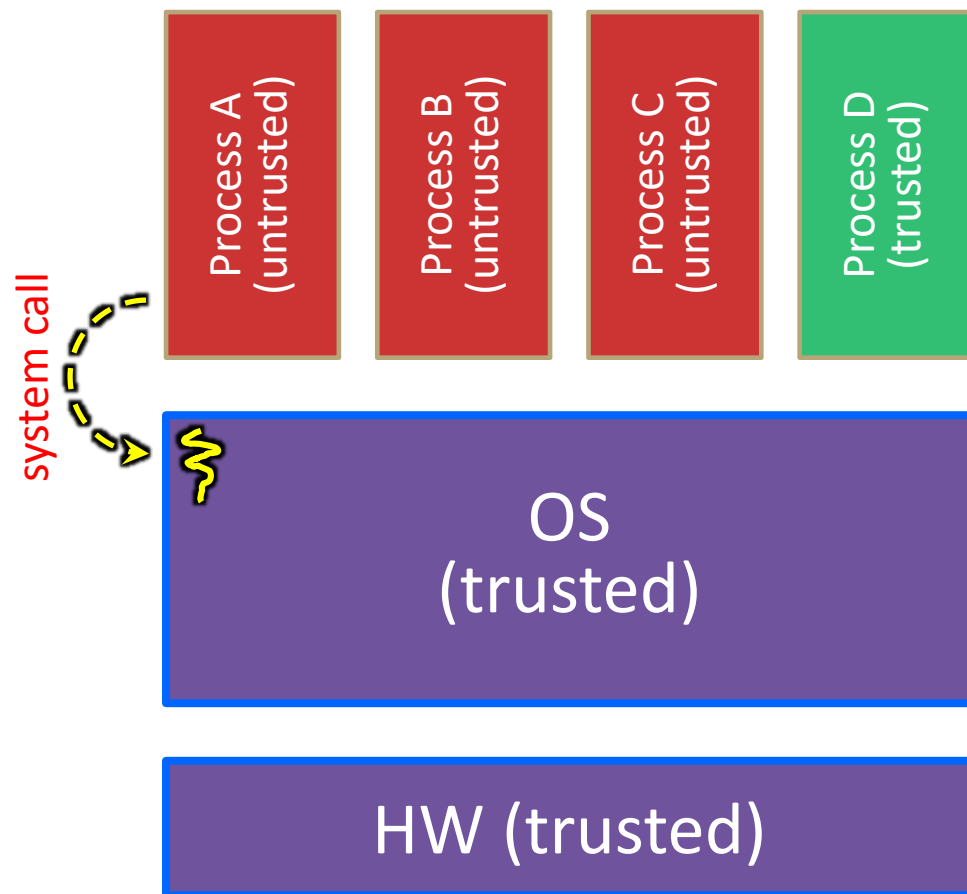 Process A
(untrusted)
Process B
(untrusted)
Process C
(untrusted)
Process D
(trusted)
system call
OS
(trusted)
HW (trusted)